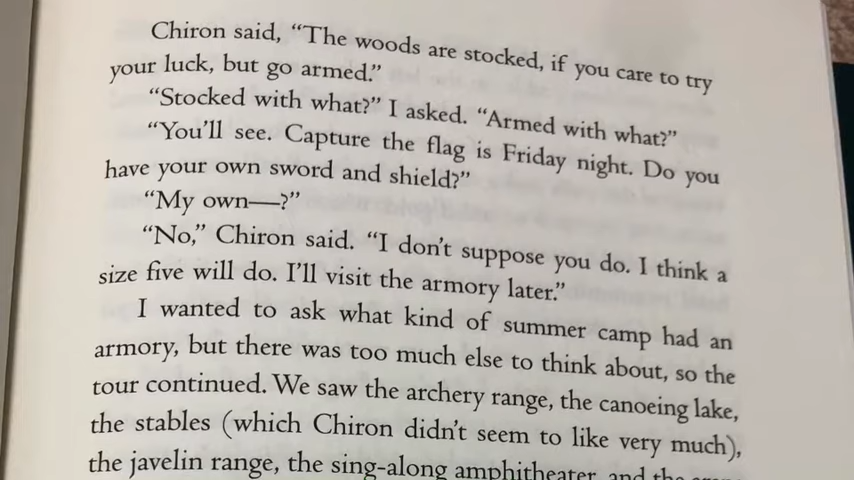 Chiron said, “The woods are stocked, if you care to try
your luck, but go armed.”
“Stocked with what?” I asked. “Armed with what?”
“You’ll see. Capture the flag is Friday night. Do you
have your own sword and shield?”
“My own—?”
“No,” Chiron said. “I don’t suppose you do. I think a
size five will do. I’ll visit the armory later.”
I wanted to ask what kind of summer camp had an
armory, but there was too much else to think about, so the
tour continued. We saw the archery range, the canoeing lake,
the stables (which Chiron didn’t seem to like very much),
the javelin range, the sing-along amphitheater, and the